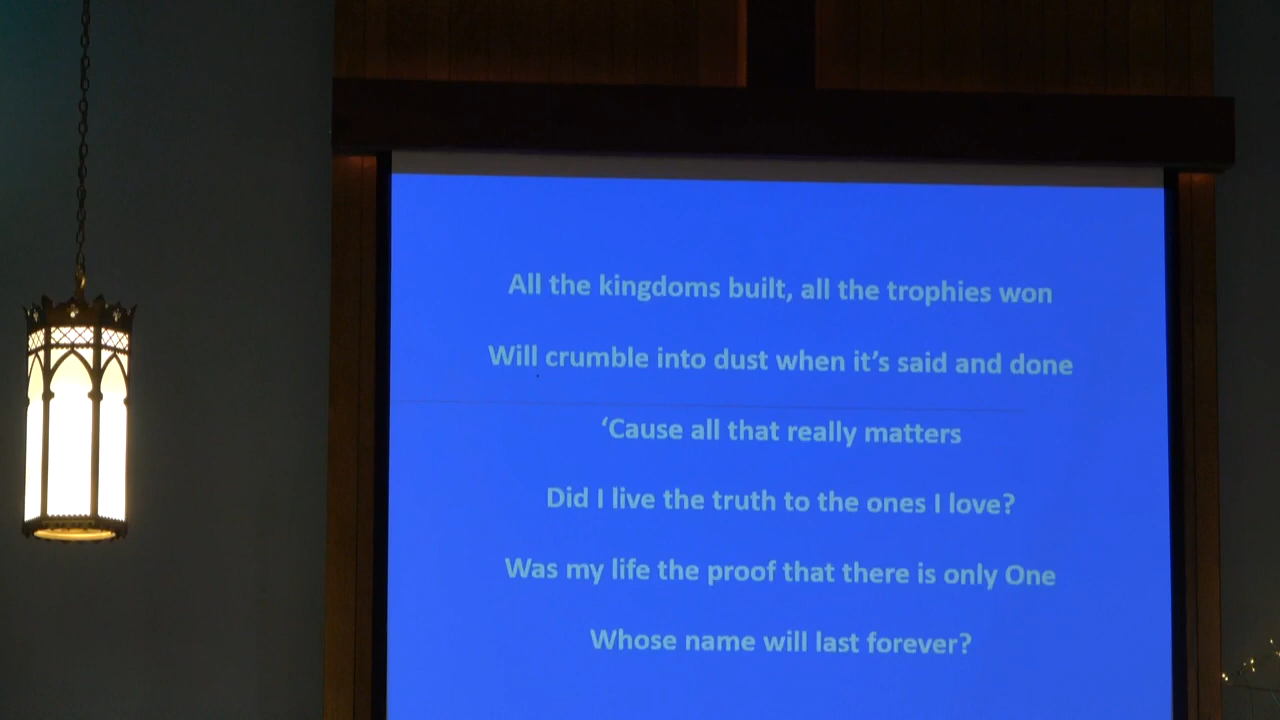 All the kingdoms built, all the trophies won
Will crumble into dust when it’s said and done
‘Cause all that really matters
Did I live the truth to the ones I love?
Was my life the proof that there is only One
Whose name will last forever?